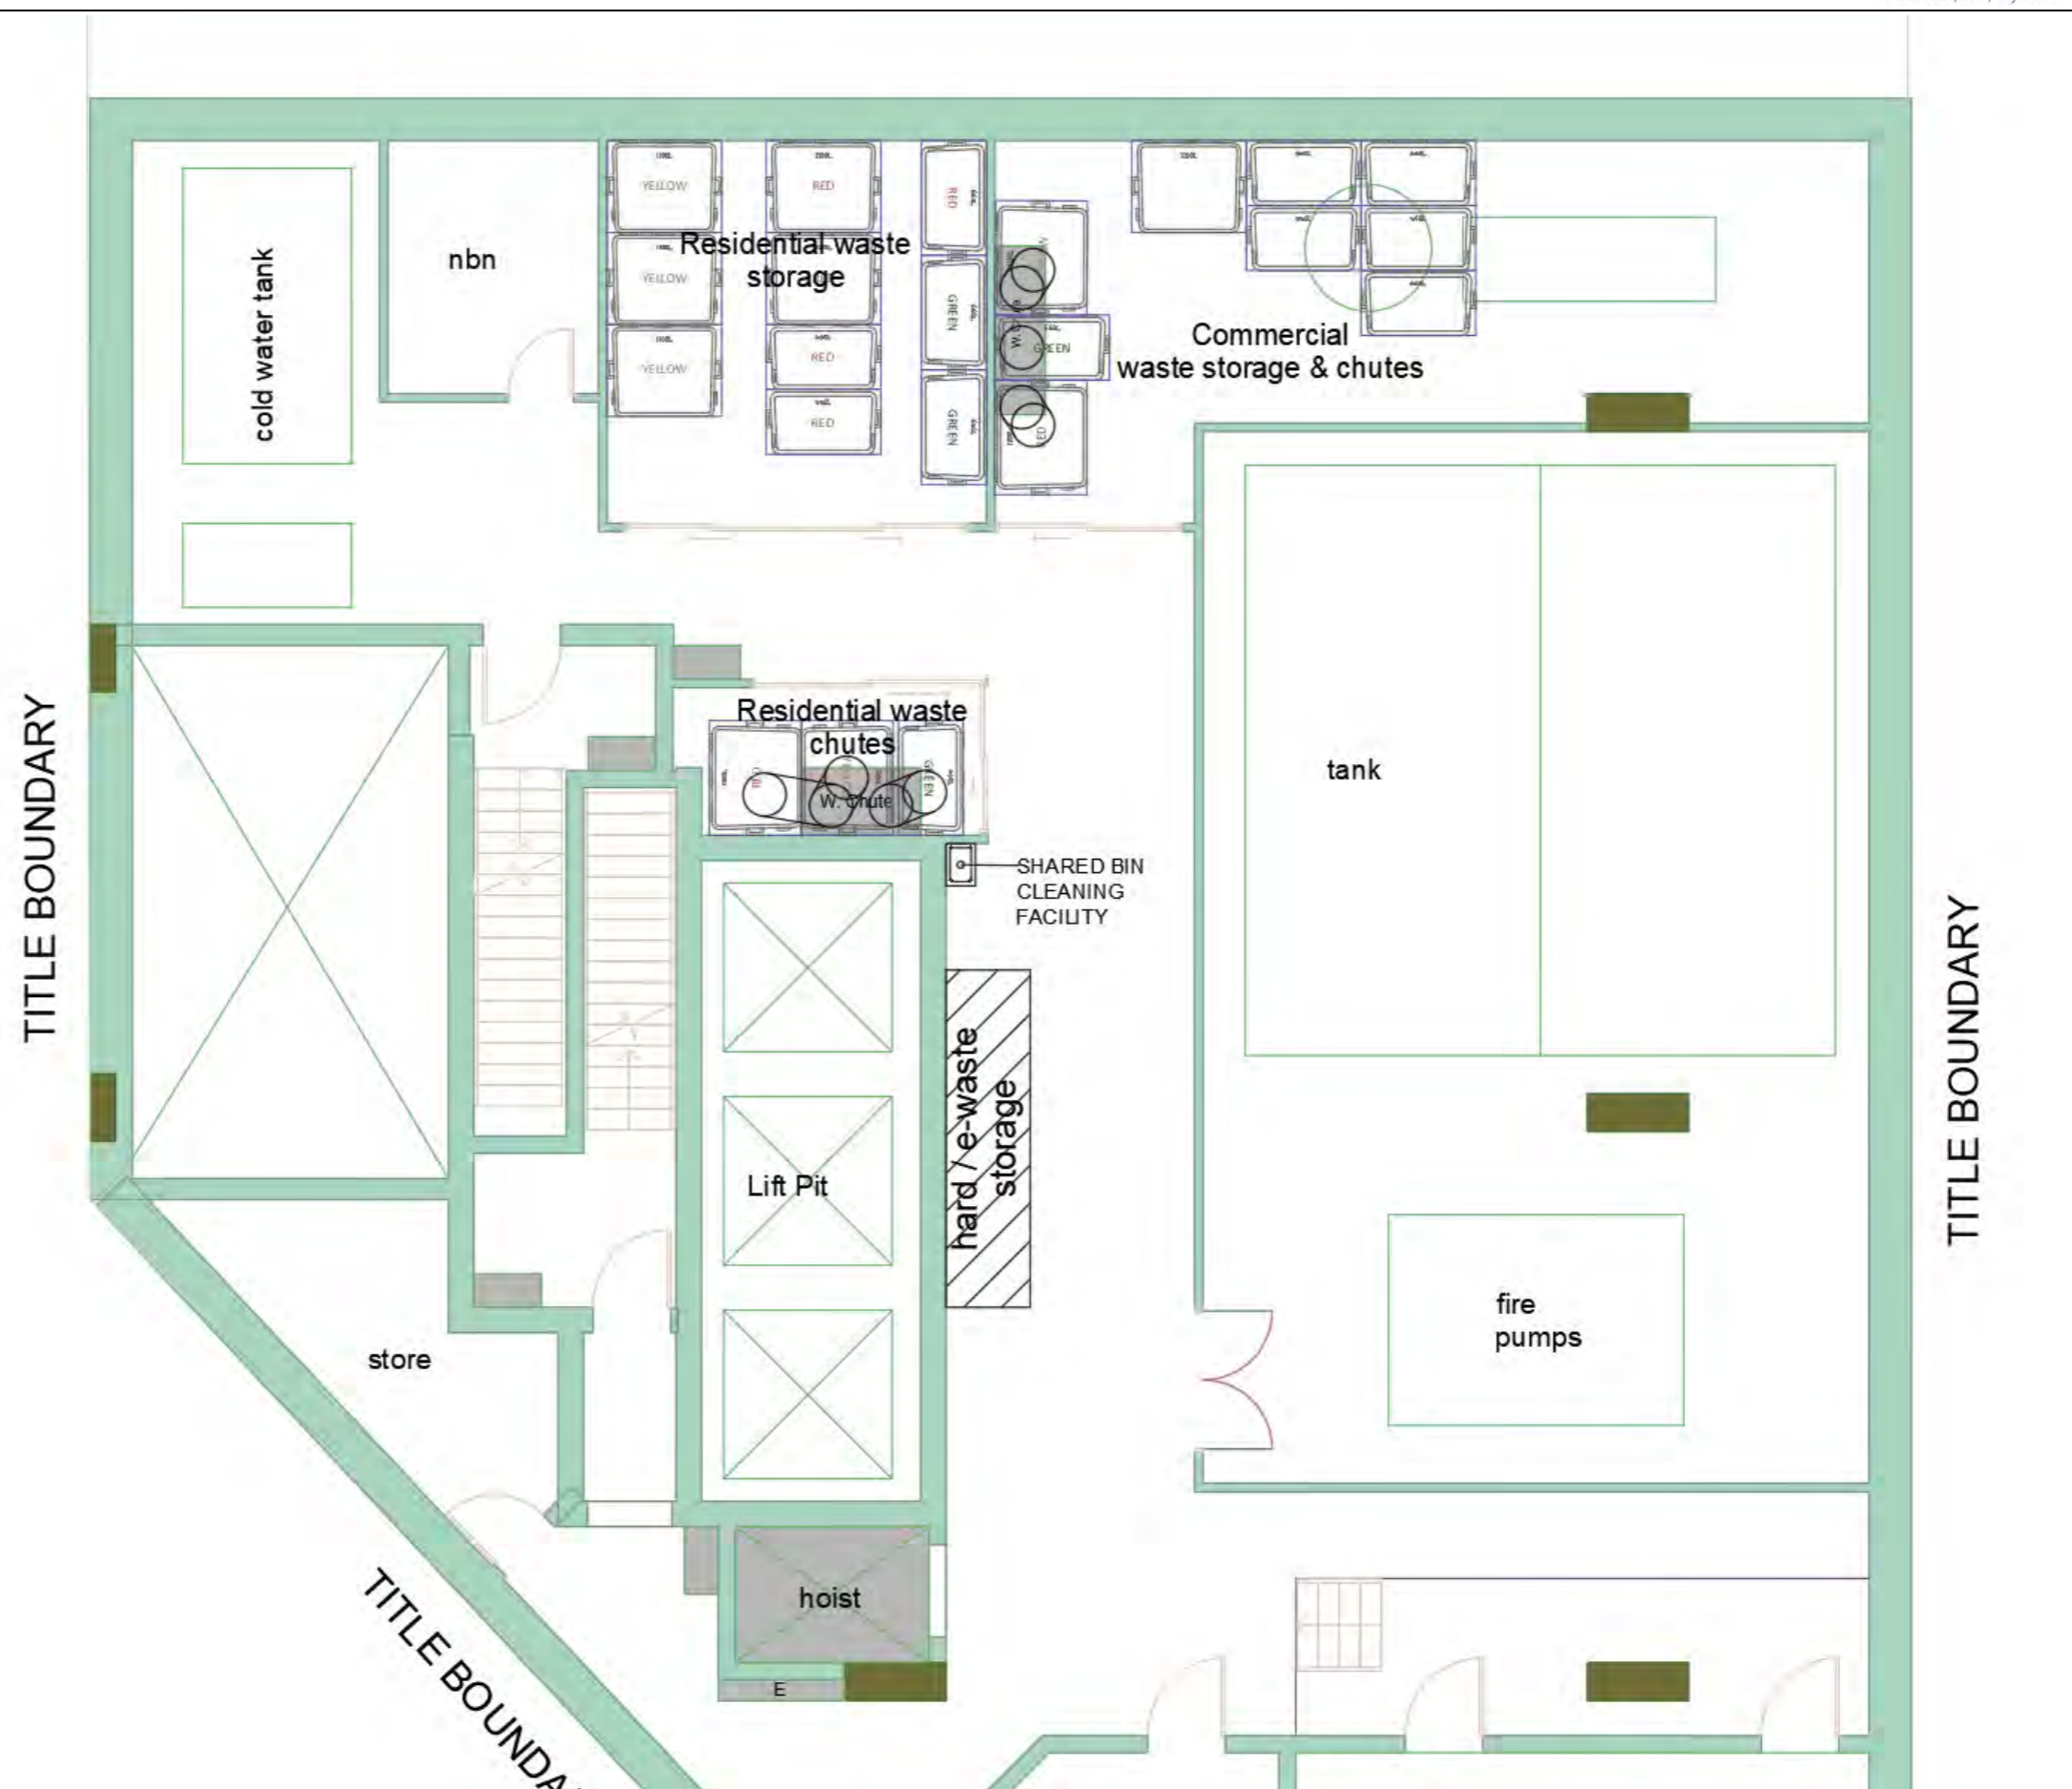 YELLOW
YELLOW
YELLOW
RED
RED
RED
RED
GREEN
GREEN
Residential waste
storage
nbn
cold water tank
GREEN
Commercial
waste storage & chutes
TITLE BOUNDARY
Residential waste
chutes
W. Chute
GREEN
tank
SHARED BIN
CLEANING
FACILITY
hard / e-waste
storage
Lift Pit
TITLE BOUNDARY
fire
pumps
store
hoist
E
TITLE